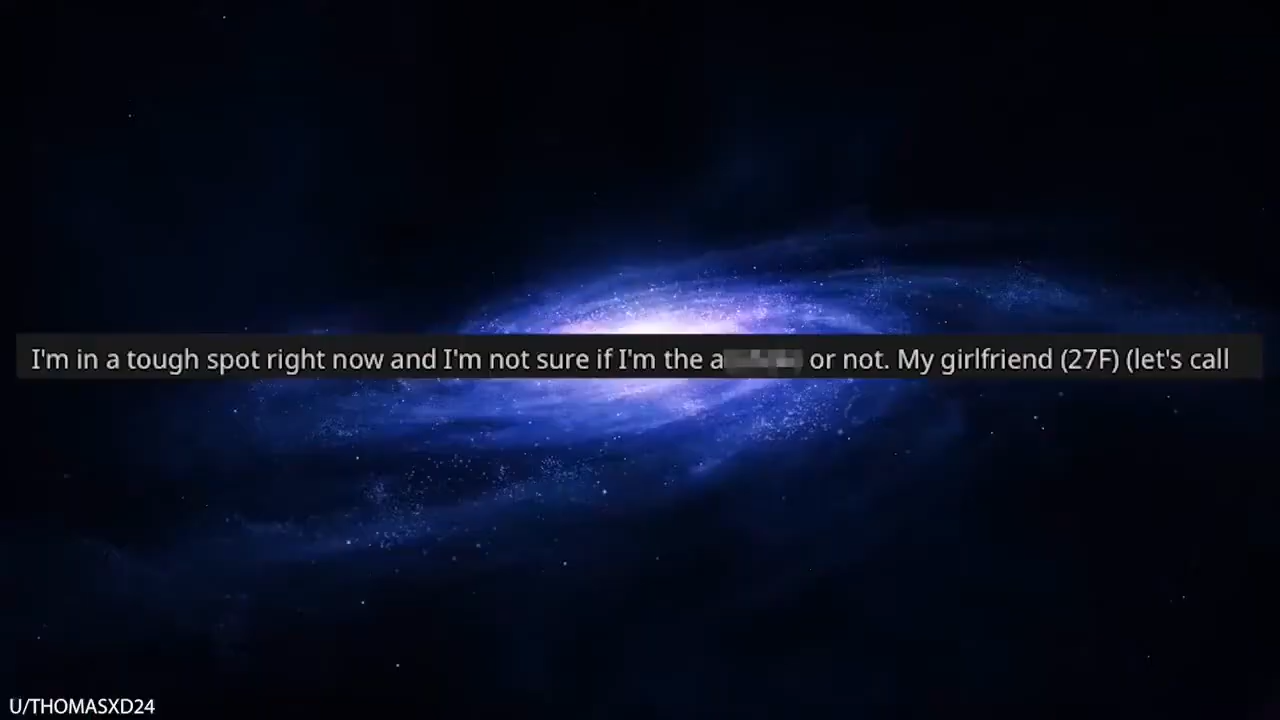 I'm in a tough spot right now and I'm not sure if I'm the a or not. My girlfriend (27F) (let's call
U/THOMASXD24